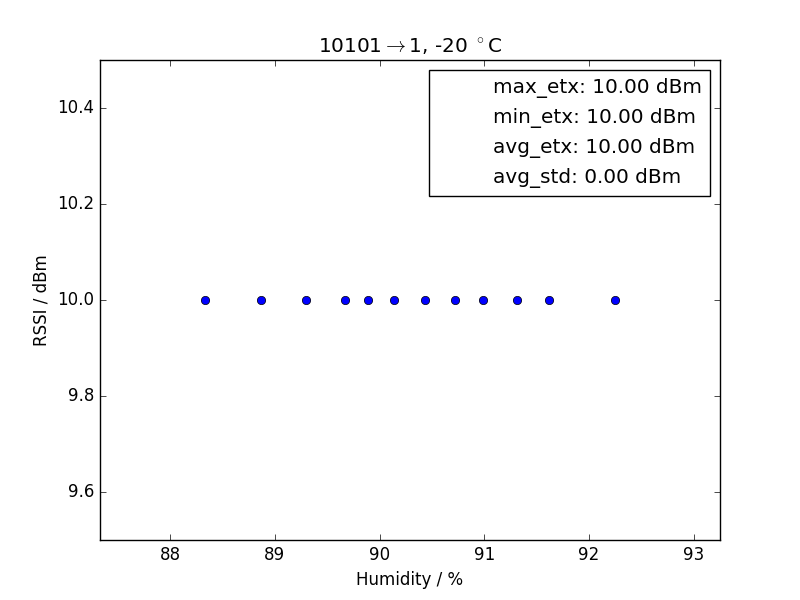 10101→1, -20 °C
max_etx: 10.00 dBm
min_etx: 10.00 dBm
avg_etx: 10.00 dBm
avg_std: 0.00 dBm
10.4
10.2
10.0
9.8
9.6
RSSI / dBm
88 89 90 91 92 93
Humidity / %